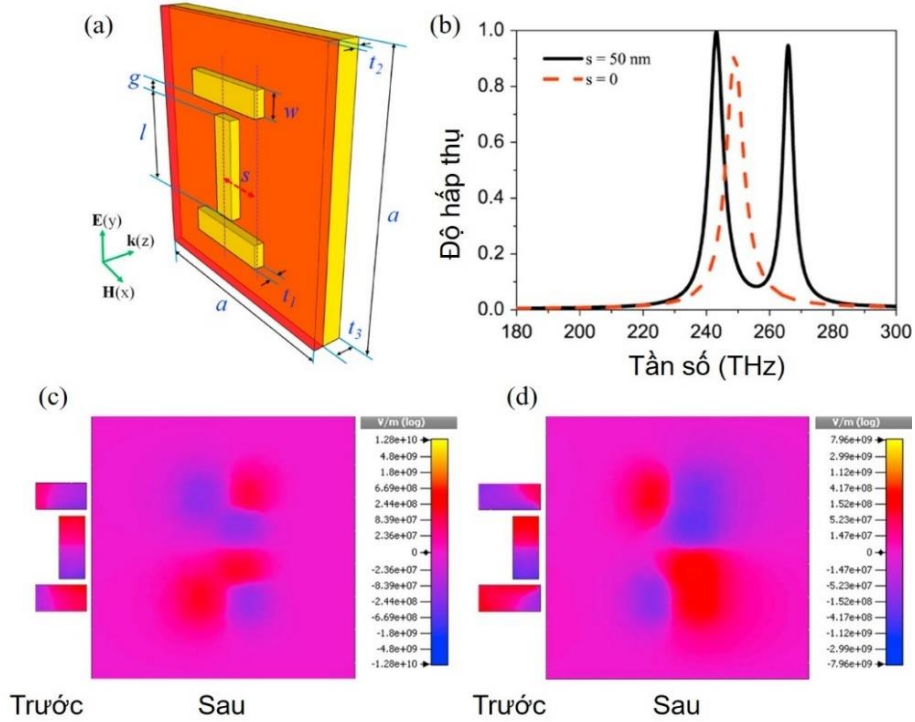 (a)
g
l
w
s
t2
a
t1
a
t3
E(y)
k(z)
H(x)
(b)
Độ hấp thụ
1.0
0.8
0.6
0.4
0.2
0.0
s = 50 nm
s = 0
180 200 220 240 260 280 300
Tần số (THz)
(c)
V/m (log)
1.28e+10
4.8e+09
1.8e+09
6.69e+08
2.44e+08
8.39e+07
2.36e+07
0
-2.36e+07
-8.39e+07
-2.44e+08
-6.69e+08
-1.8e+09
-4.8e+09
-1.28e+10
Trước Sau
(d)
V/m (log)
7.96e+09
2.99e+09
1.12e+09
4.16e+08
1.52e+08
5.23e+07
1.47e+07
0
-1.47e+07
-5.22e+07
-1.52e+08
-4.16e+08
-1.12e+09
-2.99e+09
-7.96e+09
Trước Sau